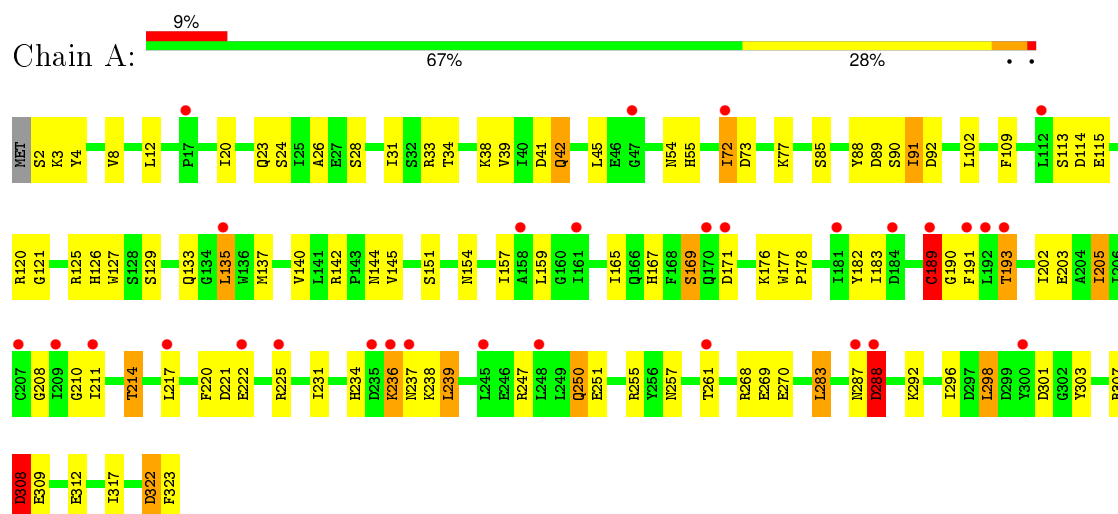 9%
Chain A:
67% 28% . .
MET S2 K3 Y4 V8 L12 P17 I20 Q23 S24 I25 A26 E27 S28 I31 S32 R33 T34 K38 V39 I40 D41 Q42 L45 E46 G47 N54 H55 I72 D73 K77 S85 Y88 D89 S90 I91 D92 L102 F109 L112 S113 D114 E115
R120 G121 R125 H126 W127 S128 S129 Q133 G134 L135 W136 M137 V140 L141 R142 P143 N144 V145 S151 N154 I157 A158 L159 G160 I161 I165 Q166 H167 F168 S169 Q170 D171 K176 W177 P178 I181 Y182 I183 D184 C189 G190 F191 L192 T193 I202 E203 A204 I205 I206
C207 G208 I209 G210 I211 T214 L217 F220 D221 E222 R225 I231 H234 D235 K236 N237 K238 L239 L245 E246 R247 L248 L249 Q250 E251 R255 Y256 N257 T261 R268 E269 E270 L283 N287 D288 K292 I296 D297 L298 D299 Y300 D301 G302 Y303 R307
D308 E309 E312 I317 D322 F323